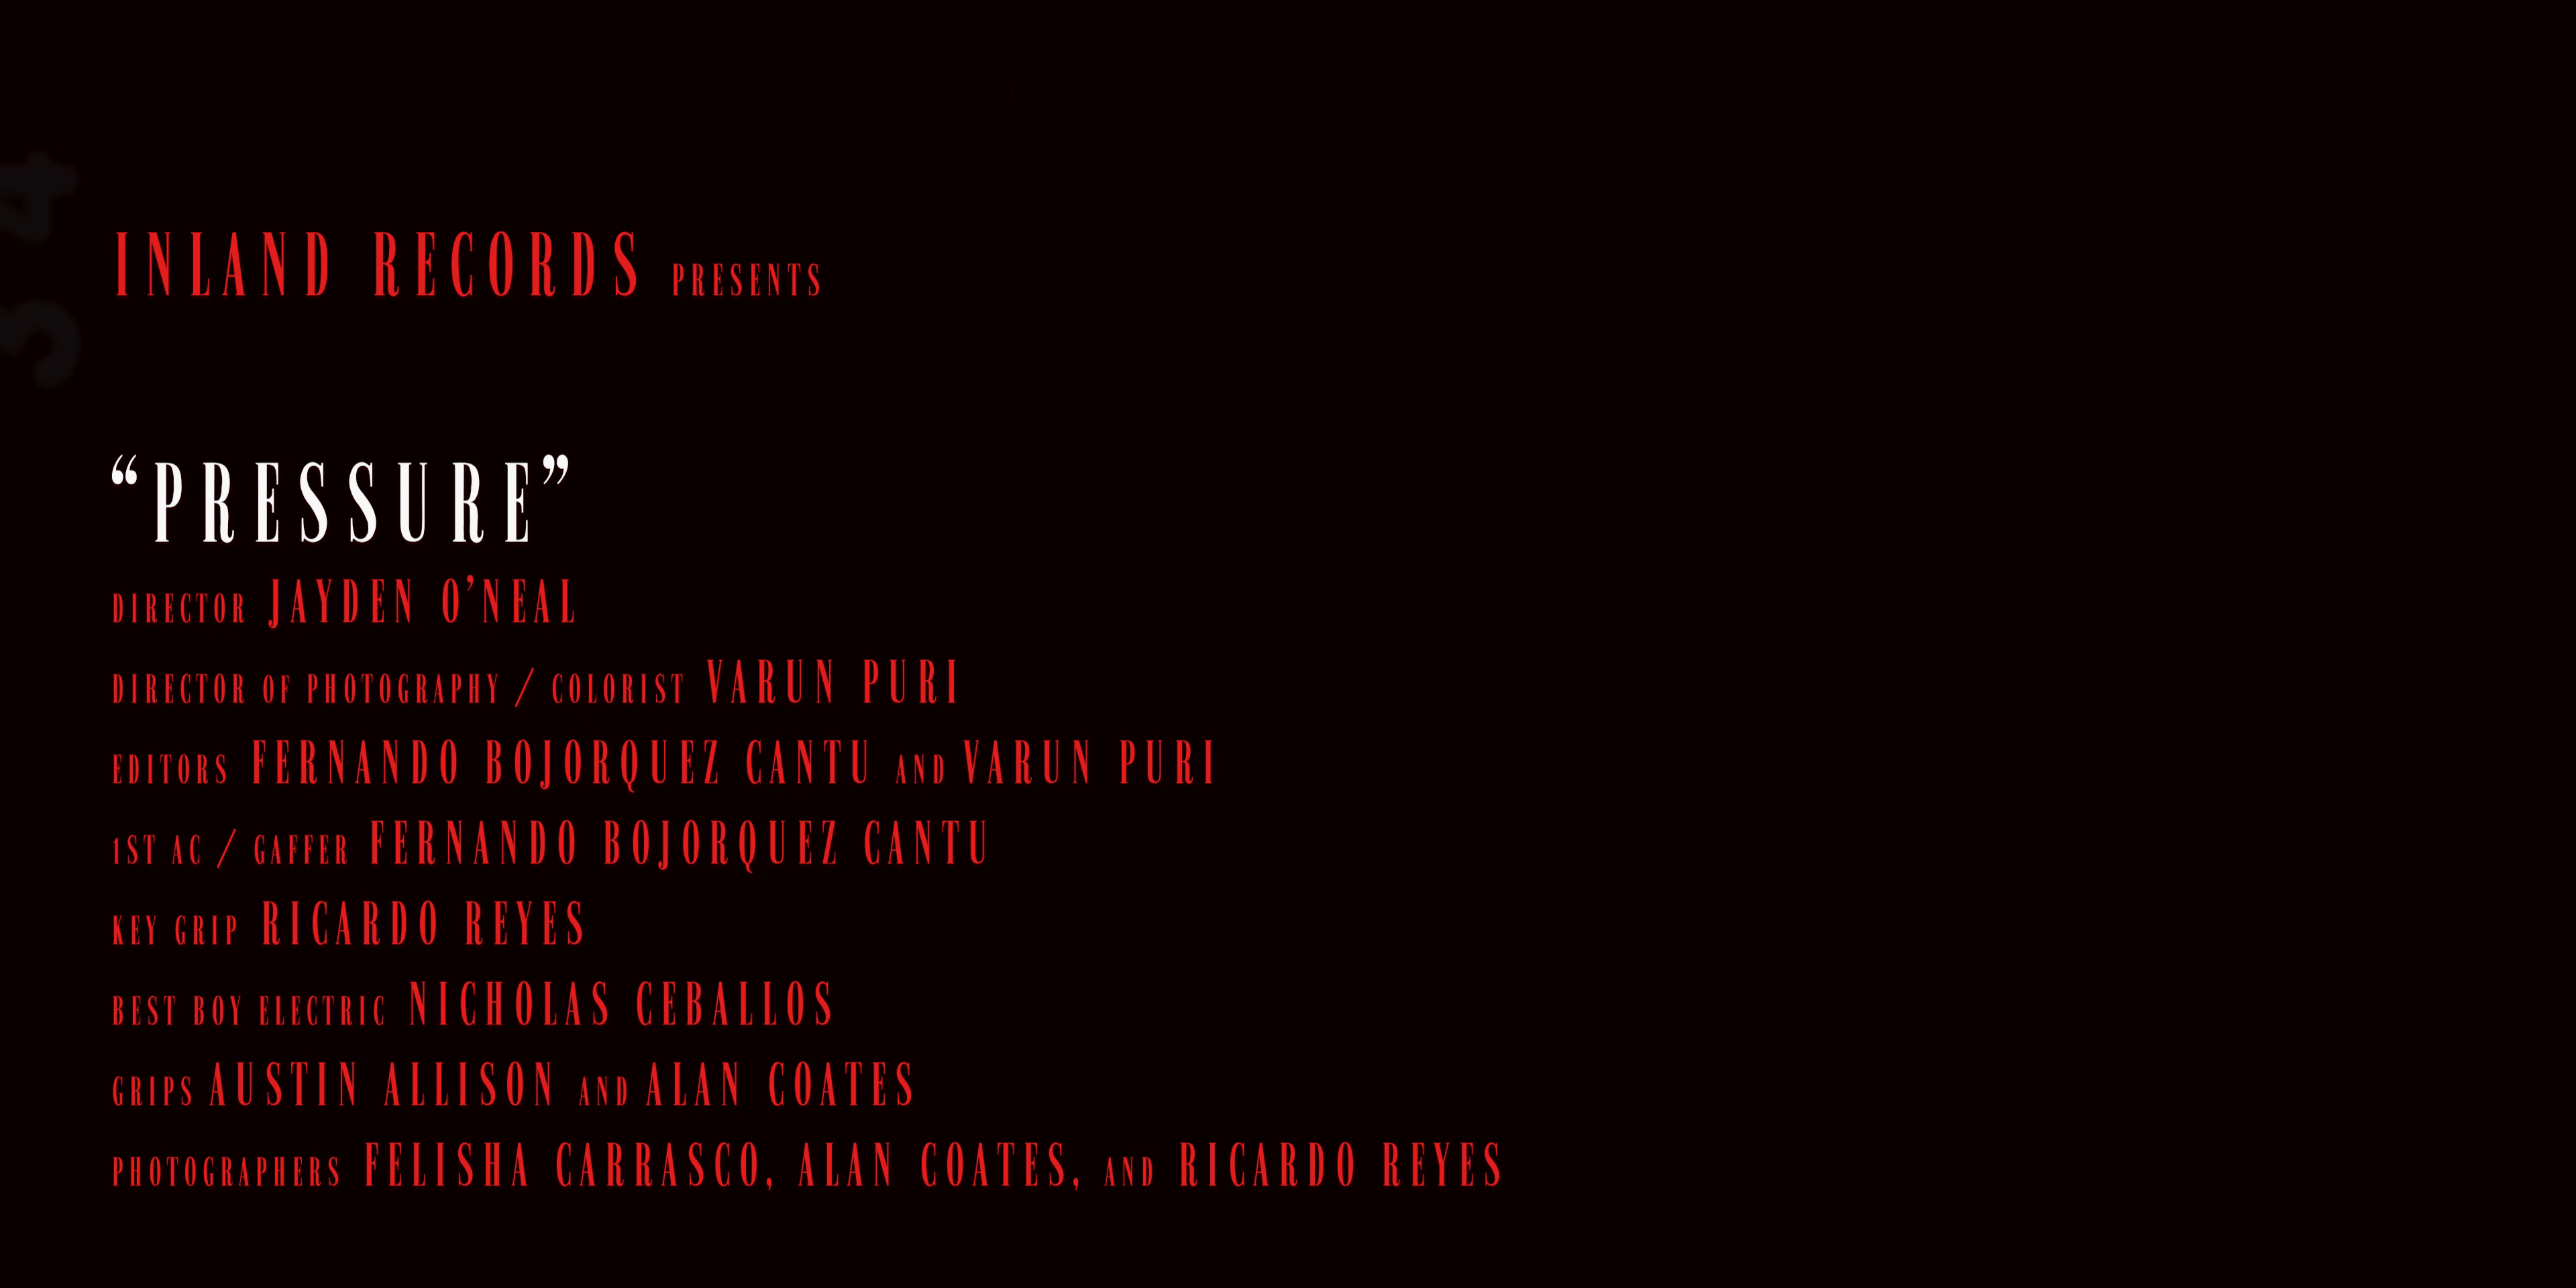 34
INLAND RECORDS PRESENTS
“PRESSURE”
DIRECTOR JAYDEN O’NEAL
DIRECTOR OF PHOTOGRAPHY / COLORIST VARUN PURI
EDITORS FERNANDO BOJORQUEZ CANTU AND VARUN PURI
1ST AC / GAFFER FERNANDO BOJORQUEZ CANTU
KEY GRIP RICARDO REYES
BEST BOY ELECTRIC NICHOLAS CEBALLOS
GRIPS AUSTIN ALLISON AND ALAN COATES
PHOTOGRAPHERS FELISHA CARRASCO, ALAN COATES, AND RICARDO REYES